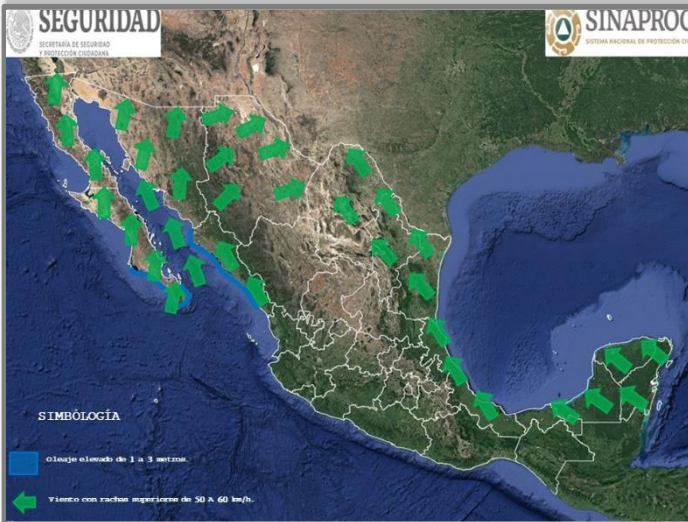 SEGURIDAD
SECRETARÍA DE SEGURIDAD
Y PROTECCIÓN CIUDADANA
SINAPROC
SISTEMA NACIONAL DE PROTECCIÓN CI
SIMBÓLOGÍA
Oleaje elevado de 1 a 3 metros.
Viento con rachas superiores de 50 A 60 km/h.